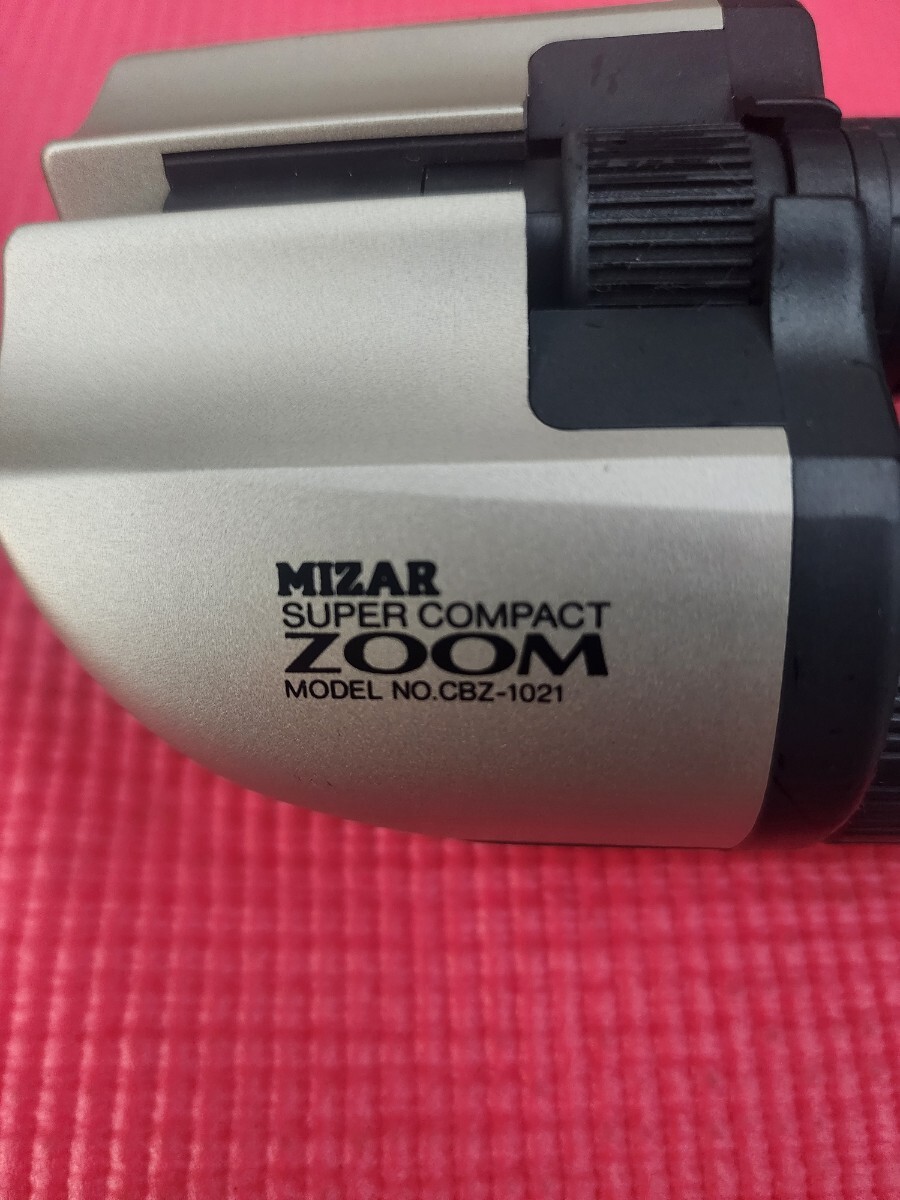 MIZAR
SUPER COMPACT
ZOOM
MODEL NO.CBZ-1021